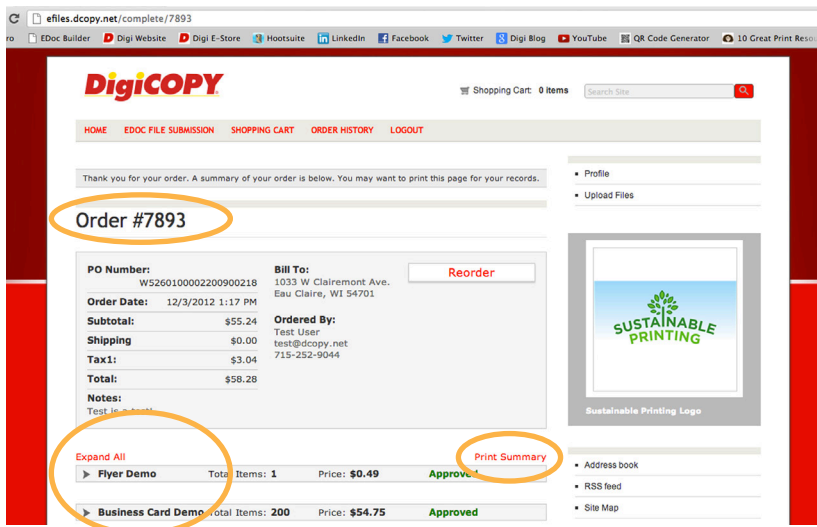 efiles.dcopy.net/complete/7893
ro EDoc Builder Digi Website Digi E-Store Hootsuite LinkedIn Facebook Twitter Digi Blog YouTube QR Code Generator 10 Great Print Resou
DigiCOPY
Shopping Cart: 0 items Search Site
HOME EDOC FILE SUBMISSION SHOPPING CART ORDER HISTORY LOGOUT
Thank you for your order. A summary of your order is below. You may want to print this page for your records.
Profile
Upload Files
Order #7893
PO Number:
W526010002200900218
Order Date: 12/3/2012 1:17 PM
Subtotal: $55.24
Shipping $0.00
Tax1: $3.04
Total: $58.28
Notes:
Test is a test!
Bill To:
1033 W Clairemont Ave.
Eau Claire, WI 54701
Ordered By:
Test User
test@dcopy.net
715-252-9044
Reorder
SUSTAINABLE
PRINTING
Sustainable Printing Logo
Expand All Print Summary
Flyer Demo Total Items: 1 Price: $0.49 Approved
Business Card Demo Total Items: 200 Price: $54.75 Approved
Address book
RSS feed
Site Map